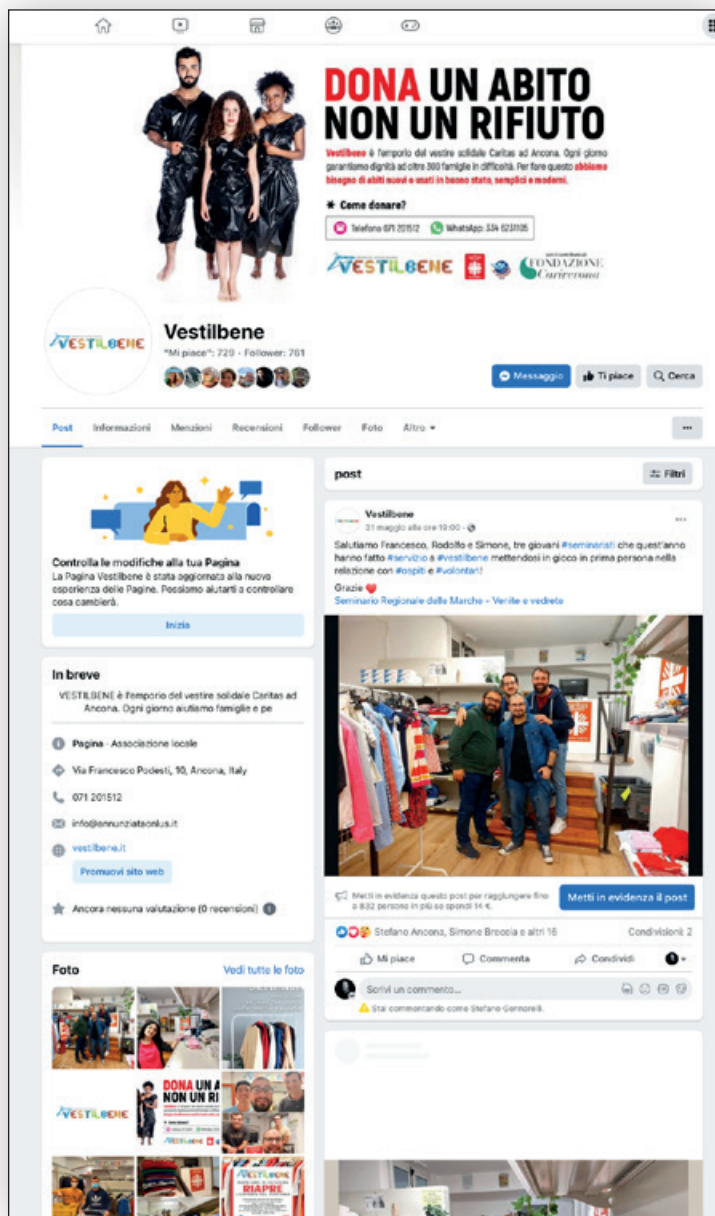 DONA UN ABITO
NON UN RIFIUTO
Vestilbene è l'emporio del vestire solidale Caritas ad Ancona. Ogni giorno
garantiamo dignità ad oltre 300 famiglie in difficoltà. Per fare questo abbiamo
bisogno di abiti nuovi e usati in buono stato, semplici e moderni.
* Come donare?
Telefono 071 201512 WhatsApp: 334 6231105
VESTILBENE
FONDAZIONE
Cariverona
VESTILBENE
Vestilbene
"Mi piace": 729 · Follower: 761
Messaggio Ti piace Cerca
Post Informazioni Menzioni Recensioni Follower Foto Altro
Controlla le modifiche alla tua Pagina
La Pagina Vestilbene è stata aggiornata alla nuova
esperienza delle Pagine. Possiamo aiutarti a controllare
cosa cambierà.
Inizia
In breve
VESTILBENE è l'emporio del vestire solidale Caritas ad
Ancona. Ogni giorno aiutiamo famiglie e pe
Pagina · Associazione locale
Via Francesco Podesti, 10, Ancona, Italy
071 201512
info@annunziataonlus.it
vestilbene.it
Promuovi sito web
Ancora nessuna valutazione (0 recensioni)
Foto Vedi tutte le foto
VESTILBENE
DONA UN A
NON UN RI
VESTILBENE
VESTILBENE
RIAPRE
post Filtri
Vestilbene
31 maggio alle ore 19:00 ·
Salutiamo Francesco, Rodolfo e Simone, tre giovani #seminaristi che quest'anno
hanno fatto #servizio a #vestilbene mettendosi in gioco in prima persona nella
relazione con #ospiti e #volontari!
Grazie
Seminario Regionale delle Marche - Venite e vedrete
Metti in evidenza questo post per raggiungere fino
a 832 persone in più se spendi 14 €.
Metti in evidenza il post
Stefano Ancona, Simone Breccia e altri 16 Condivisioni: 2
Mi piace Commenta Condividi
Scrivi un commento...
Stai commentando come Stefano Gennarelli.